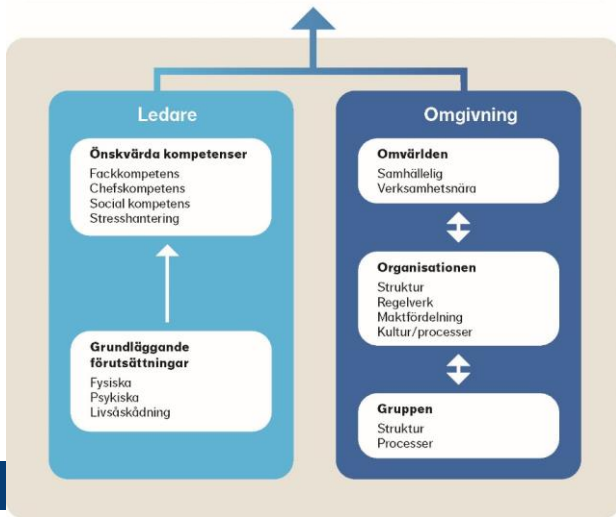 Ledare
Önskvärda kompetenser
Fackkompetens
Chefskompetens
Social kompetens
Stresshantering
Grundläggande
förutsättningar
Fysiska
Psykiska
Livsåskådning
Omgivning
Omvärlden
Samhällelig
Verksamhetsnära
Organisationen
Struktur
Regelverk
Maktfördelning
Kultur/processer
Gruppen
Struktur
Processer